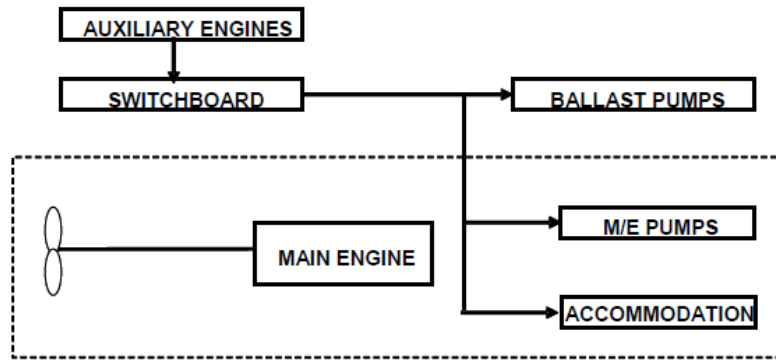 AUXILIARY ENGINES
SWITCHBOARD
BALLAST PUMPS
M/E PUMPS
MAIN ENGINE
ACCOMMODATION